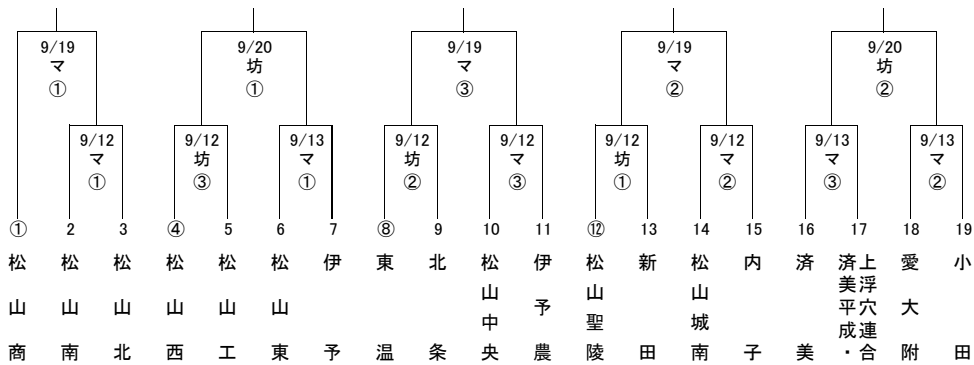 9/19 9/20 9/19 9/19 9/20
マ 坊 マ マ 坊
① ① ③ ② ②
9/12 9/12 9/13 9/12 9/12 9/12 9/12 9/13 9/13
マ 坊 マ 坊 マ 坊 マ マ マ
① ③ ① ② ③ ① ② ③ ②
① 2 3 ④ 5 6 7 ⑧ 9 10 11 ⑫ 13 14 15 16 17 18 19
松山商
松山南
松山北
松山西
松山工
松山東
伊予
東温
北条
松山中央
伊予農
松山聖陵
新田
松山城南
内子
済美
済美平成・
上浮穴連合
愛大附
小田